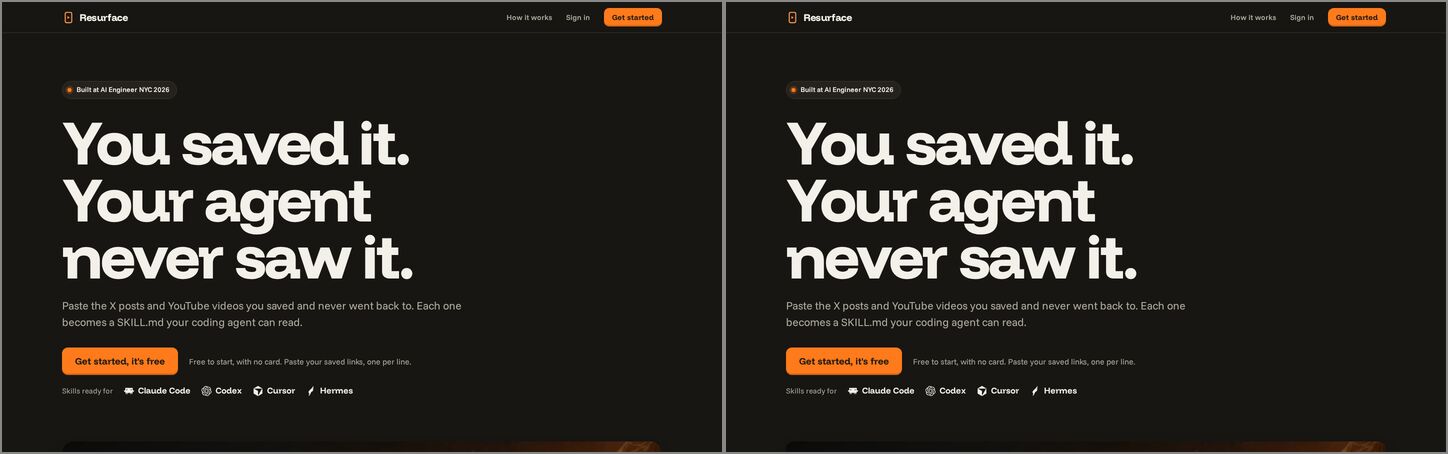 Resurface
How it works Sign in Get started
Built at AI Engineer NYC 2026
You saved it.
Your agent
never saw it.
Paste the X posts and YouTube videos you saved and never went back to. Each one
becomes a SKILL.md your coding agent can read.
Get started, it's free Free to start, with no card. Paste your saved links, one per line.
Skills ready for Claude Code Codex Cursor Hermes
Resurface
How it works Sign in Get started
Built at AI Engineer NYC 2026
You saved it.
Your agent
never saw it.
Paste the X posts and YouTube videos you saved and never went back to. Each one
becomes a SKILL.md your coding agent can read.
Get started, it's free Free to start, with no card. Paste your saved links, one per line.
Skills ready for Claude Code Codex Cursor Hermes